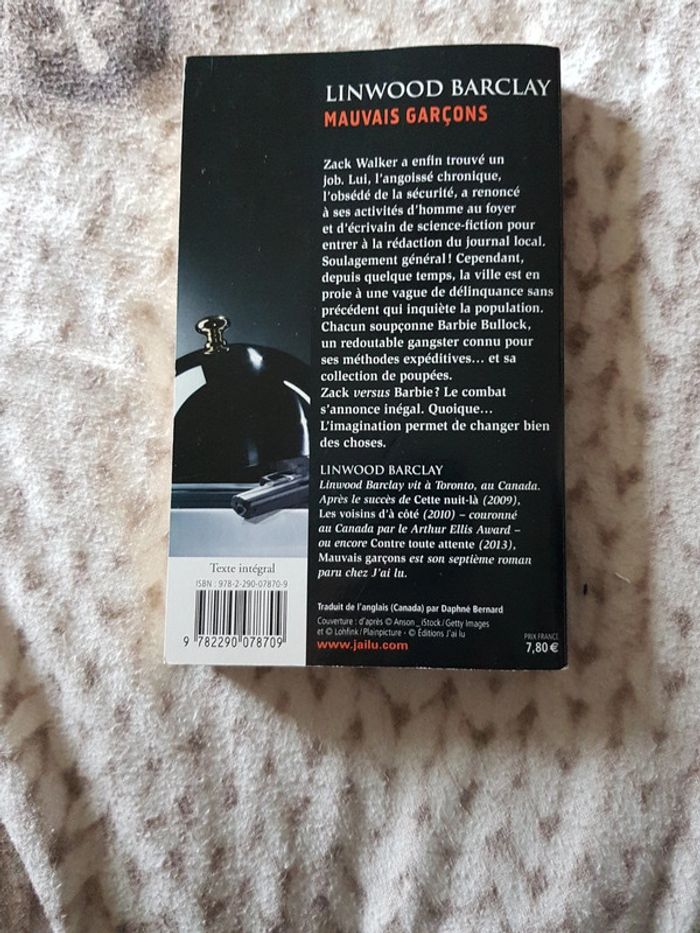 LINWOOD BARCLAY
MAUVAIS GARÇONS
Zack Walker a enfin trouvé un
job. Lui, l'angoissé chronique,
l'obsédé de la sécurité, a renoncé
à ses activités d'homme au foyer
et d'écrivain de science-fiction pour
entrer à la rédaction du journal local.
Soulagement général ! Cependant,
depuis quelque temps, la ville est en
proie à une vague de délinquance sans
précédent qui inquiète la population.
Chacun soupçonne Barbie Bullock,
un redoutable gangster connu pour
ses méthodes expéditives... et sa
collection de poupées.
Zack versus Barbie ? Le combat
s'annonce inégal. Quoique...
L'imagination permet de changer bien
des choses.
LINWOOD BARCLAY
Linwood Barclay vit à Toronto, au Canada.
Après le succès de Cette nuit-là (2009),
Les voisins d'à côté (2010) – couronné
au Canada par le Arthur Ellis Award –
ou encore Contre toute attente (2013),
Mauvais garçons est son septième roman
paru chez J'ai lu.
Texte intégral
ISBN : 978-2-290-07870-9
9 782290 078709
Traduit de l'anglais (Canada) par Daphné Bernard
Couverture : d'après © Anson_iStock / Getty Images
et © Lohfink / Plainpicture - © Éditions J'ai lu
www.jailu.com
PRIX FRANCE
7,80 €